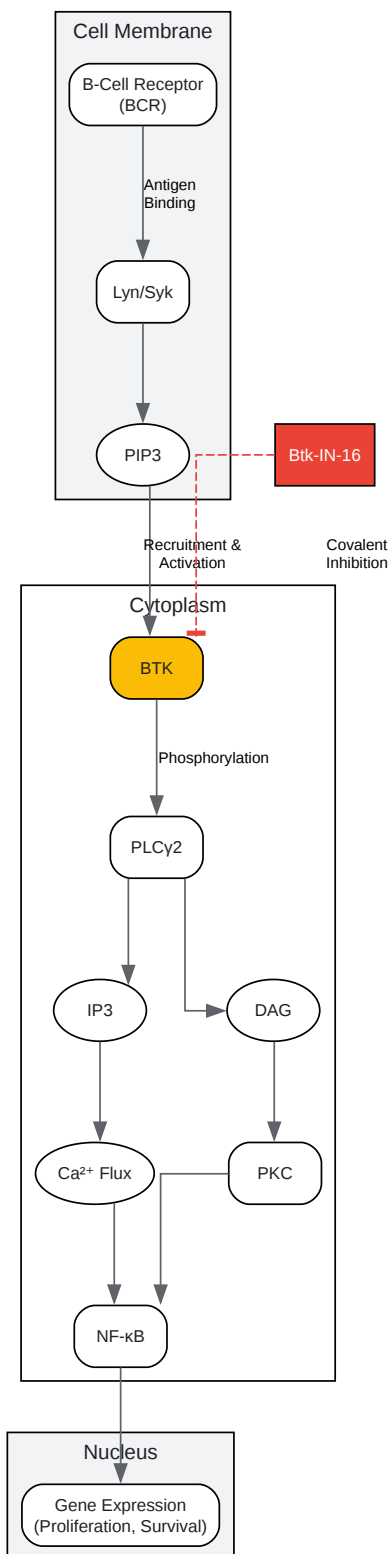 Cell Membrane
B-Cell Receptor
(BCR)
Antigen
Binding
Lyn/Syk
PIP3
Btk-IN-16
Recruitment &
Activation
Covalent
Inhibition
Cytoplasm
BTK
Phosphorylation
PLCγ2
IP3
DAG
Ca²⁺ Flux
PKC
NF-κB
Nucleus
Gene Expression
(Proliferation, Survival)